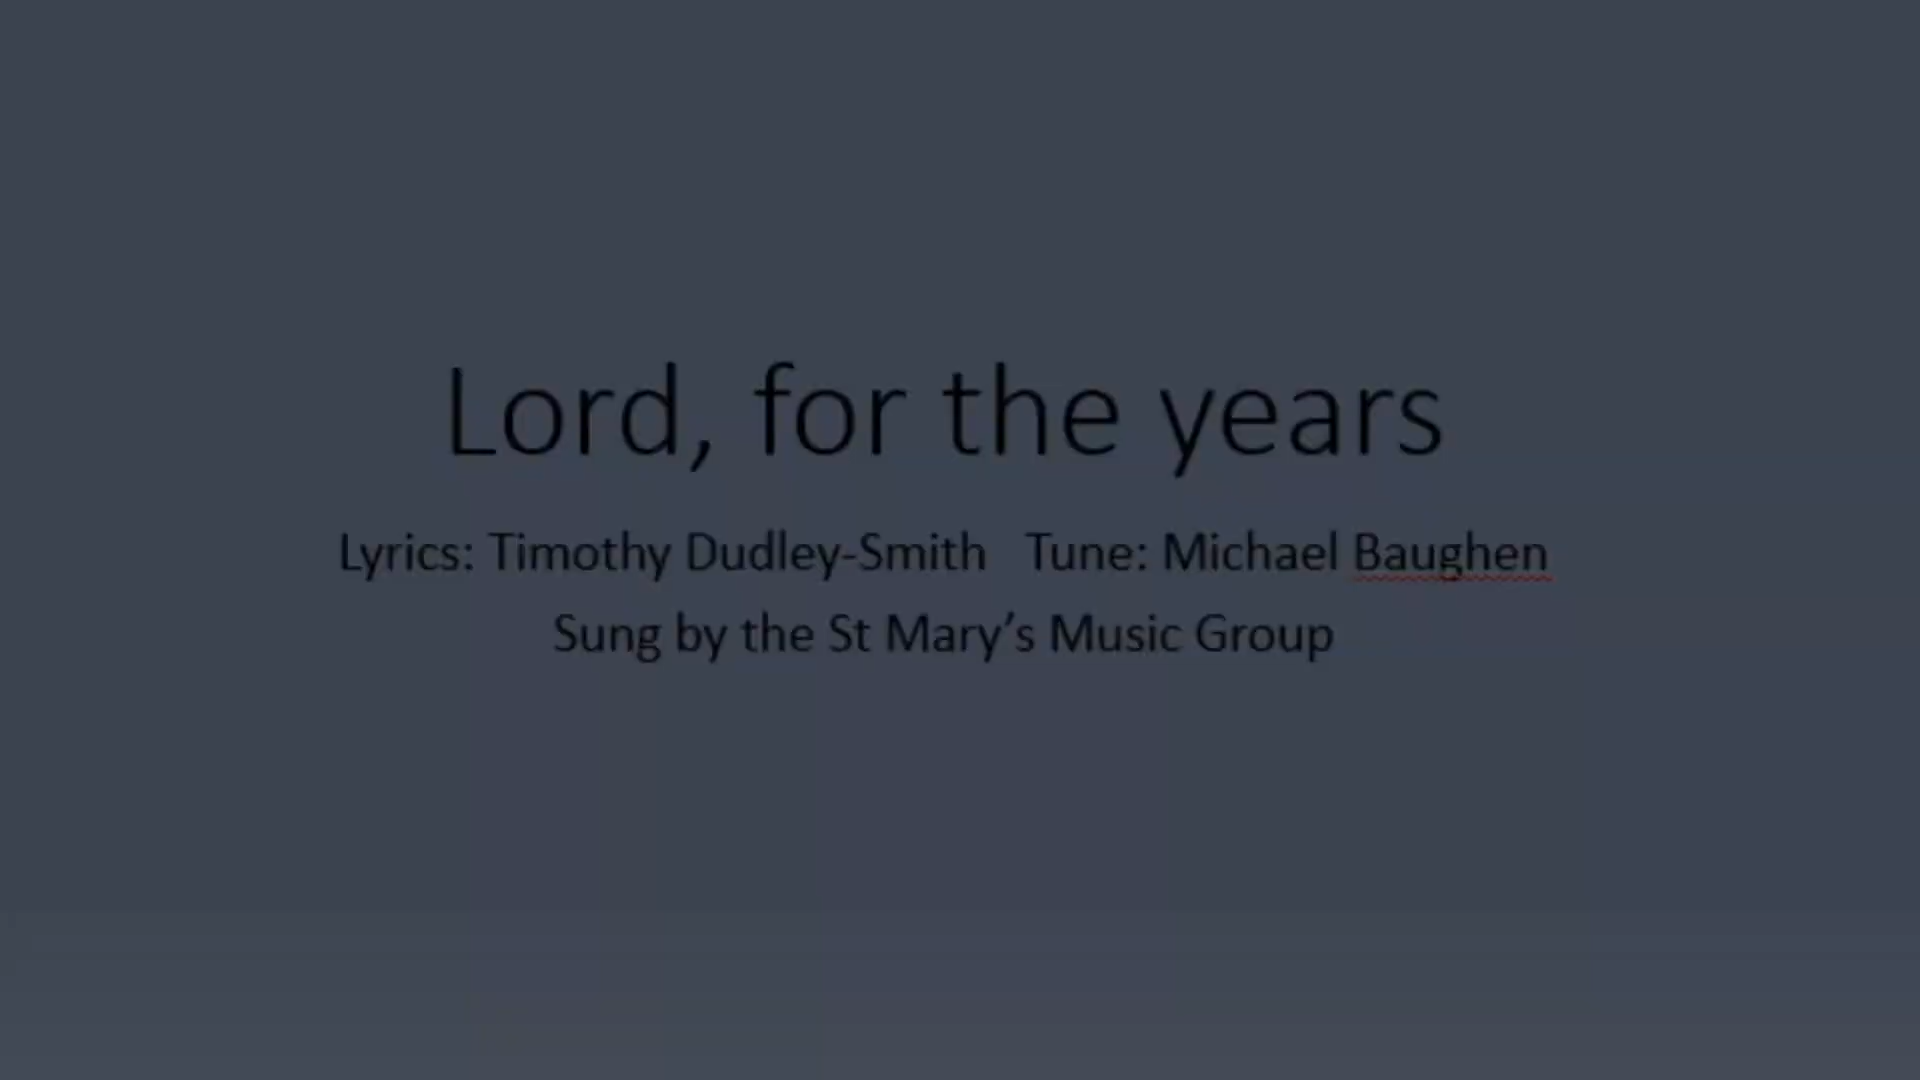 Lord, for the years
Lyrics: Timothy Dudley-Smith   Tune: Michael Baughen
Sung by the St Mary’s Music Group